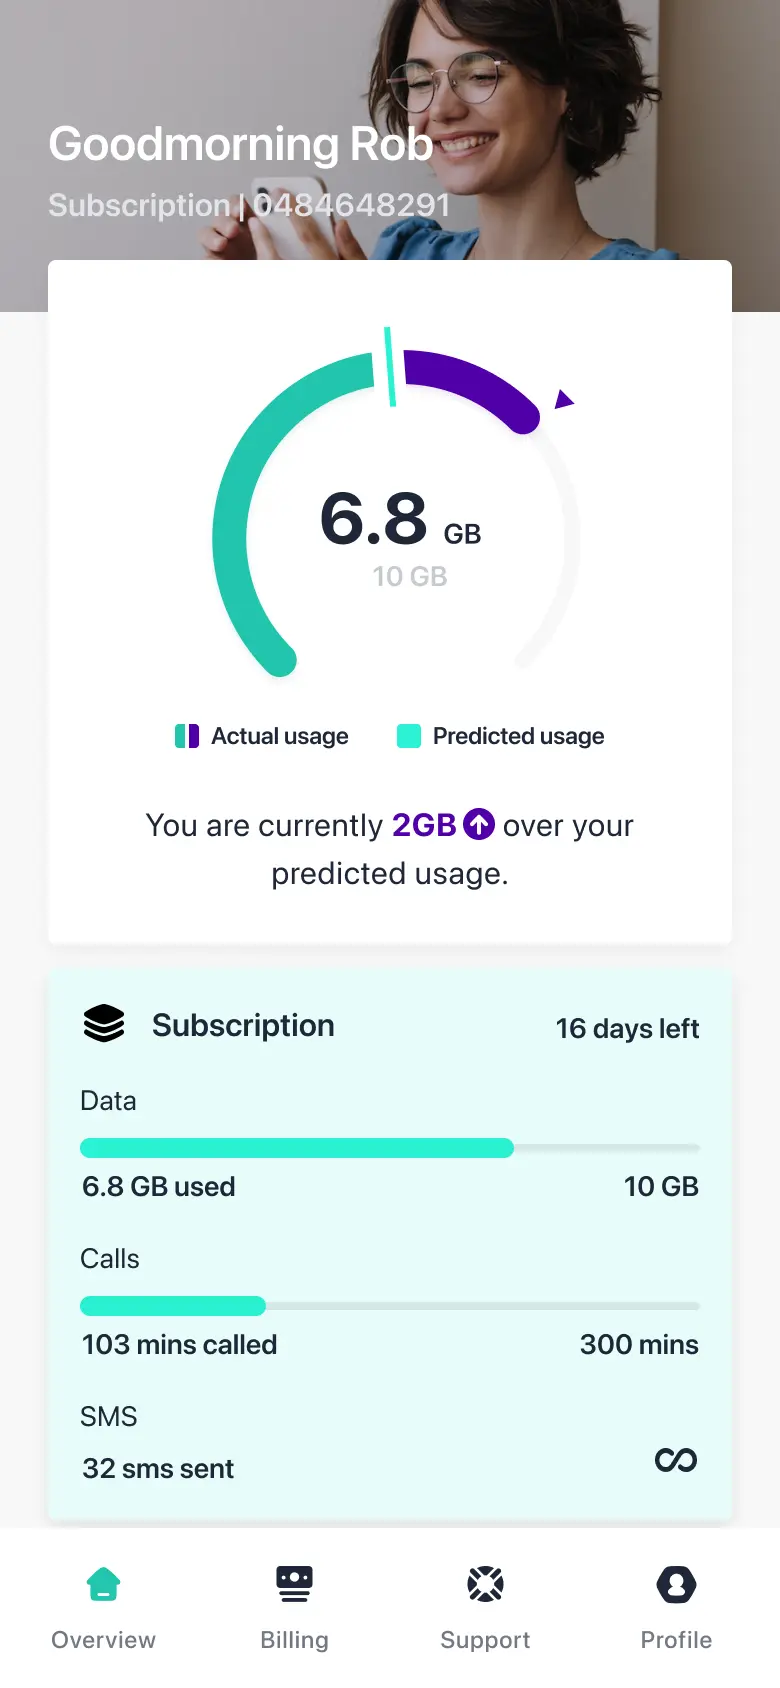 Goodmorning Rob
Subscription | 0484648291
6.8 GB
10 GB
Actual usage
Predicted usage
You are currently 2GB over your
predicted usage.
Subscription
16 days left
Data
6.8 GB used
10 GB
Calls
103 mins called
300 mins
SMS
32 sms sent
Overview
Billing
Support
Profile